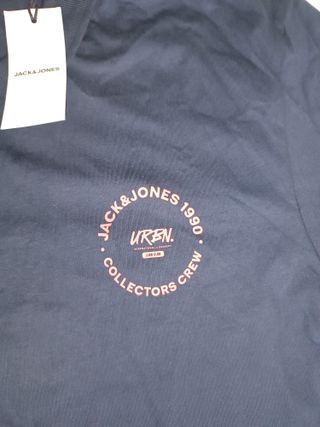 JACK&JONES
JACK&JONES 1990
URBN.
COLLECTORS CREW